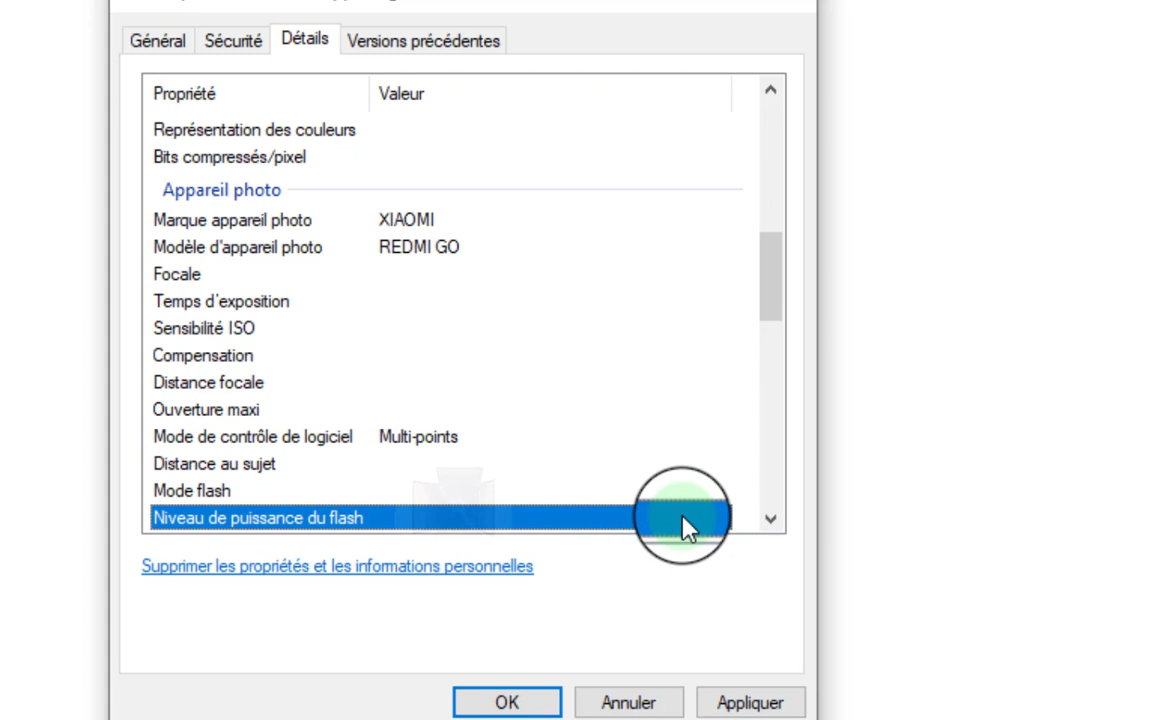 Général Sécurité Détails Versions précédentes
Propriété Valeur
Représentation des couleurs
Bits compressés/pixel
Appareil photo
Marque appareil photo XIAOMI
Modèle d'appareil photo REDMI GO
Focale
Temps d'exposition
Sensibilité ISO
Compensation
Distance focale
Ouverture maxi
Mode de contrôle de logiciel Multi-points
Distance au sujet
Mode flash
Niveau de puissance du flash
Supprimer les propriétés et les informations personnelles
OK Annuler Appliquer